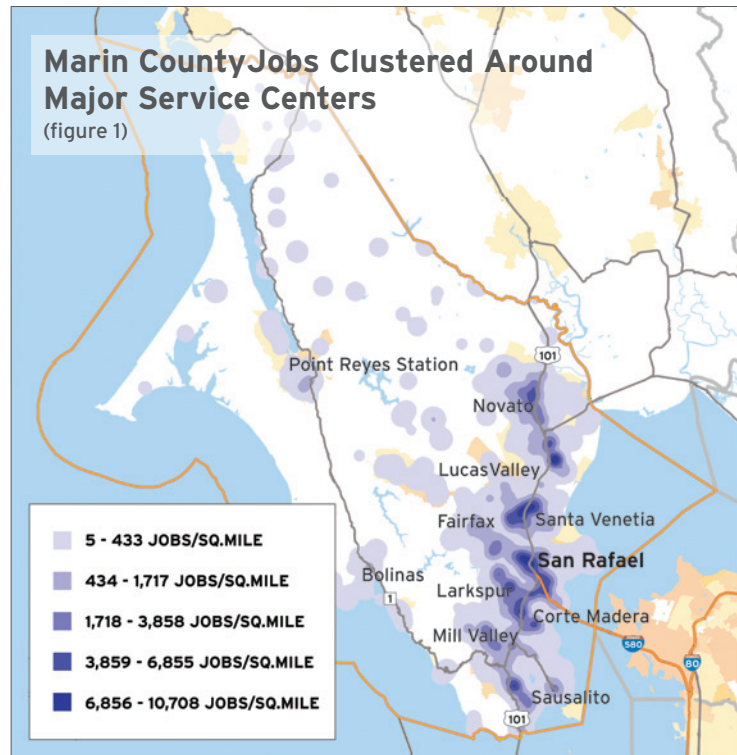 Marin CountyJobs Clustered Around
Major Service Centers
(figure 1)
101
Point Reyes Station
Novato
LucasValley
Fairfax
Santa Venetia
San Rafael
Bolinas
1
Larkspur
Corte Madera
Mill Valley
580
80
Sausalito
101
5 - 433 JOBS/SQ.MILE
434 - 1,717 JOBS/SQ.MILE
1,718 - 3,858 JOBS/SQ.MILE
3,859 - 6,855 JOBS/SQ.MILE
6,856 - 10,708 JOBS/SQ.MILE